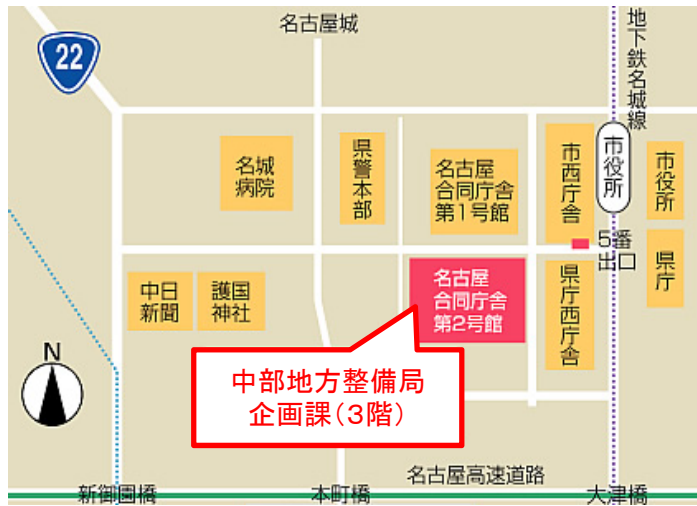 名古屋城
22
地下鉄名城線
名城
病院
県警本部
名古屋
合同庁舎
第1号館
市西庁舎
市役所
市役所
5番
出口
中日
新聞
護国
神社
名古屋
合同庁舎
第2号館
県庁西庁舎
県庁
N
中部地方整備局
企画課（3階）
名古屋高速道路
新御園橋
本町橋
大津橋